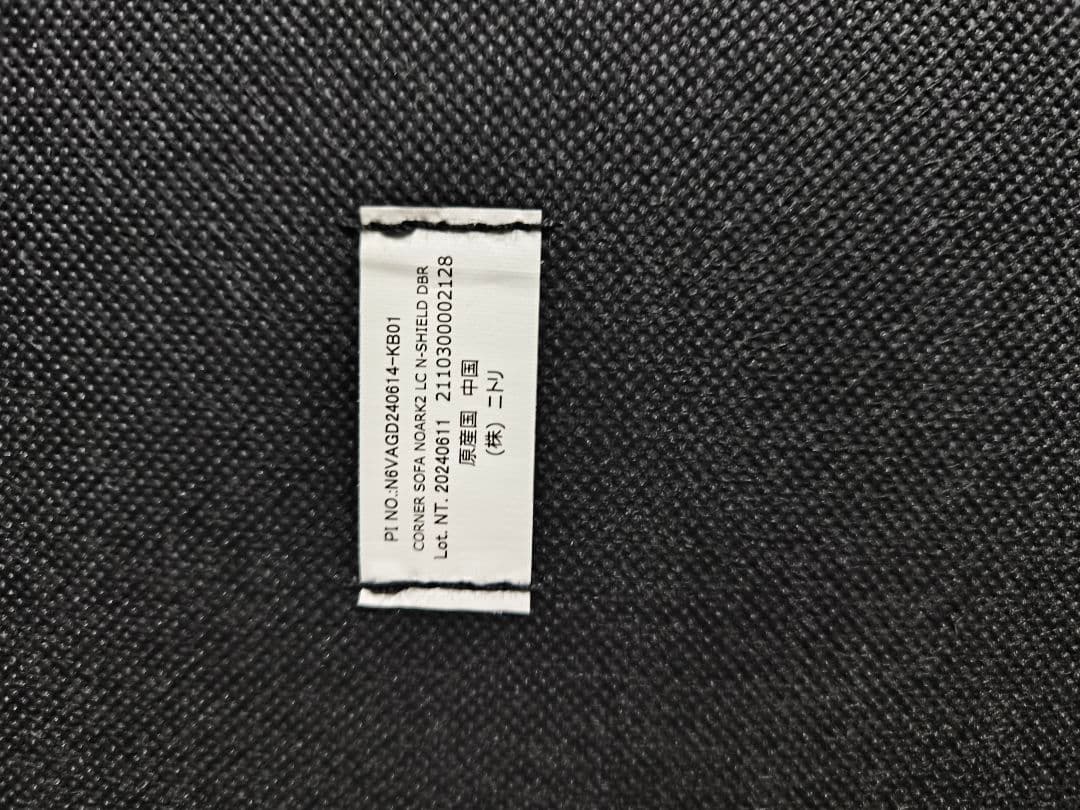 PI NO.:N6VAGD240614-KB01
CORNER SOFA NOARK2 LC N-SHIELD DBR
Lot. NT. 20240611 2110300002128
原産国 中国
(株) ニトリ